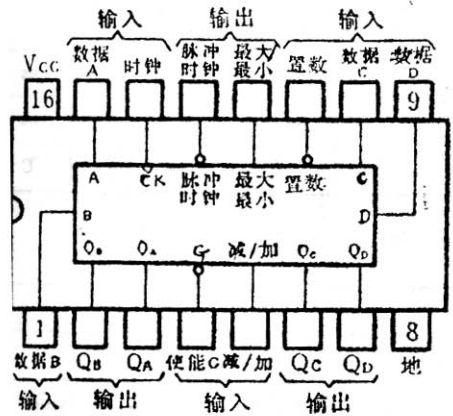 输入 输出 输入
Vcc 数据A 时钟 脉冲时钟 最大最小 置数 数据C 数据D
16 9
A CK 脉冲时钟 最大最小 置数 C
B D
QB QA G 减/加 QC QD
1 8
数据B QB QA 使能G 减/加 QC QD 地
输入 输出 输入 输出